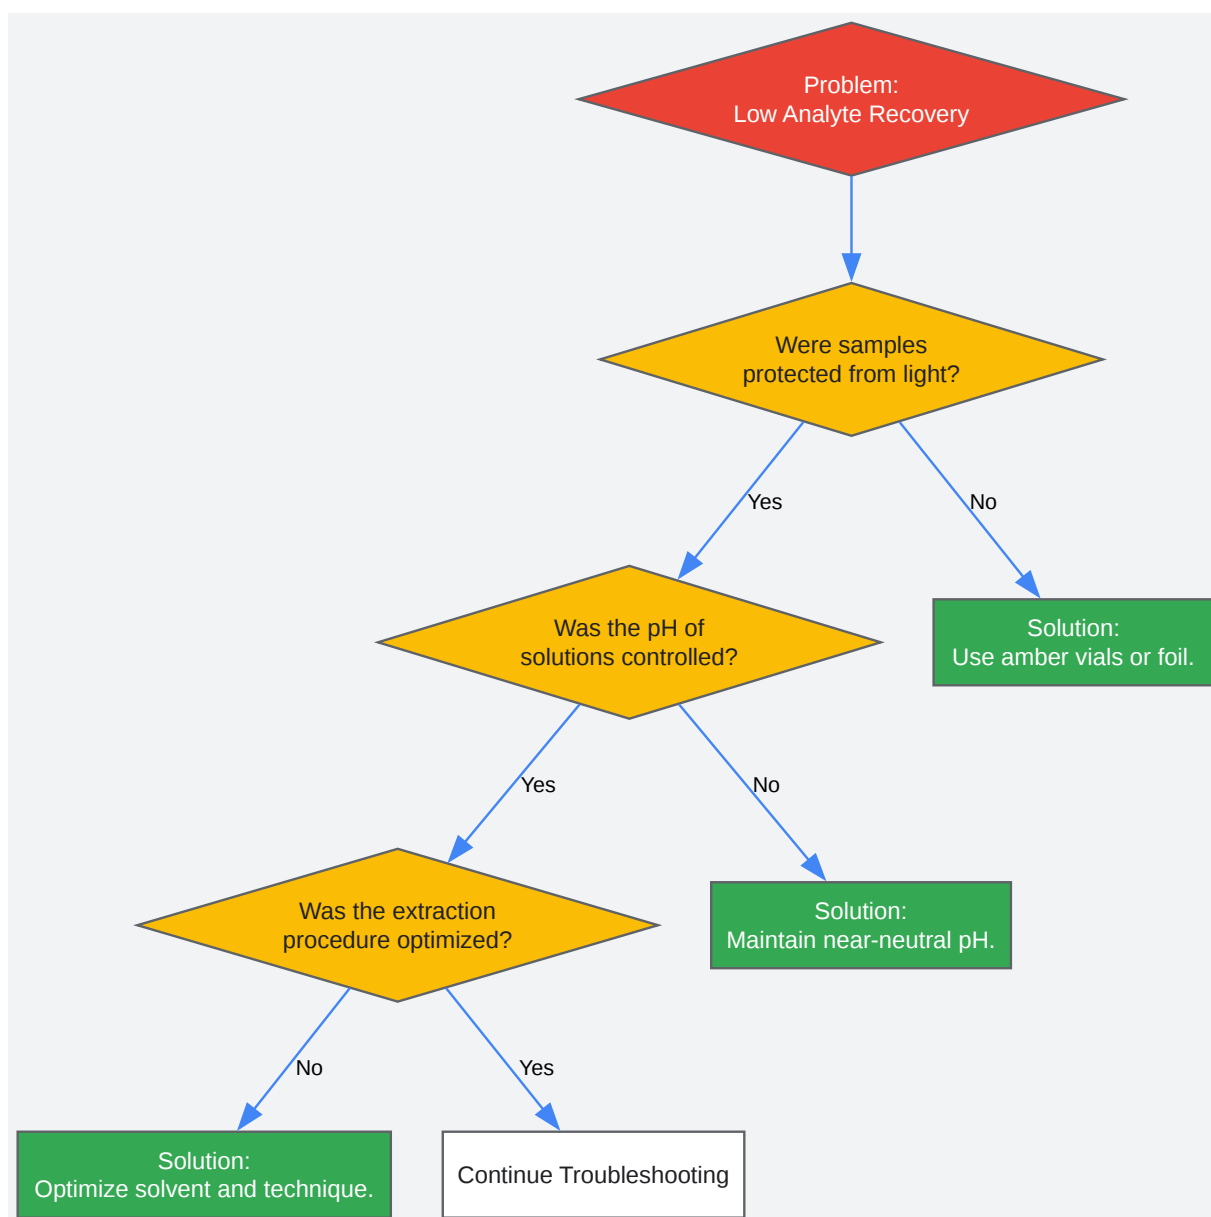 Problem:
Low Analyte Recovery
Were samples
protected from light?
Yes
No
Was the pH of
solutions controlled?
Solution:
Use amber vials or foil.
Yes
No
Was the extraction
procedure optimized?
Solution:
Maintain near-neutral pH.
No
Yes
Solution:
Optimize solvent and technique.
Continue Troubleshooting